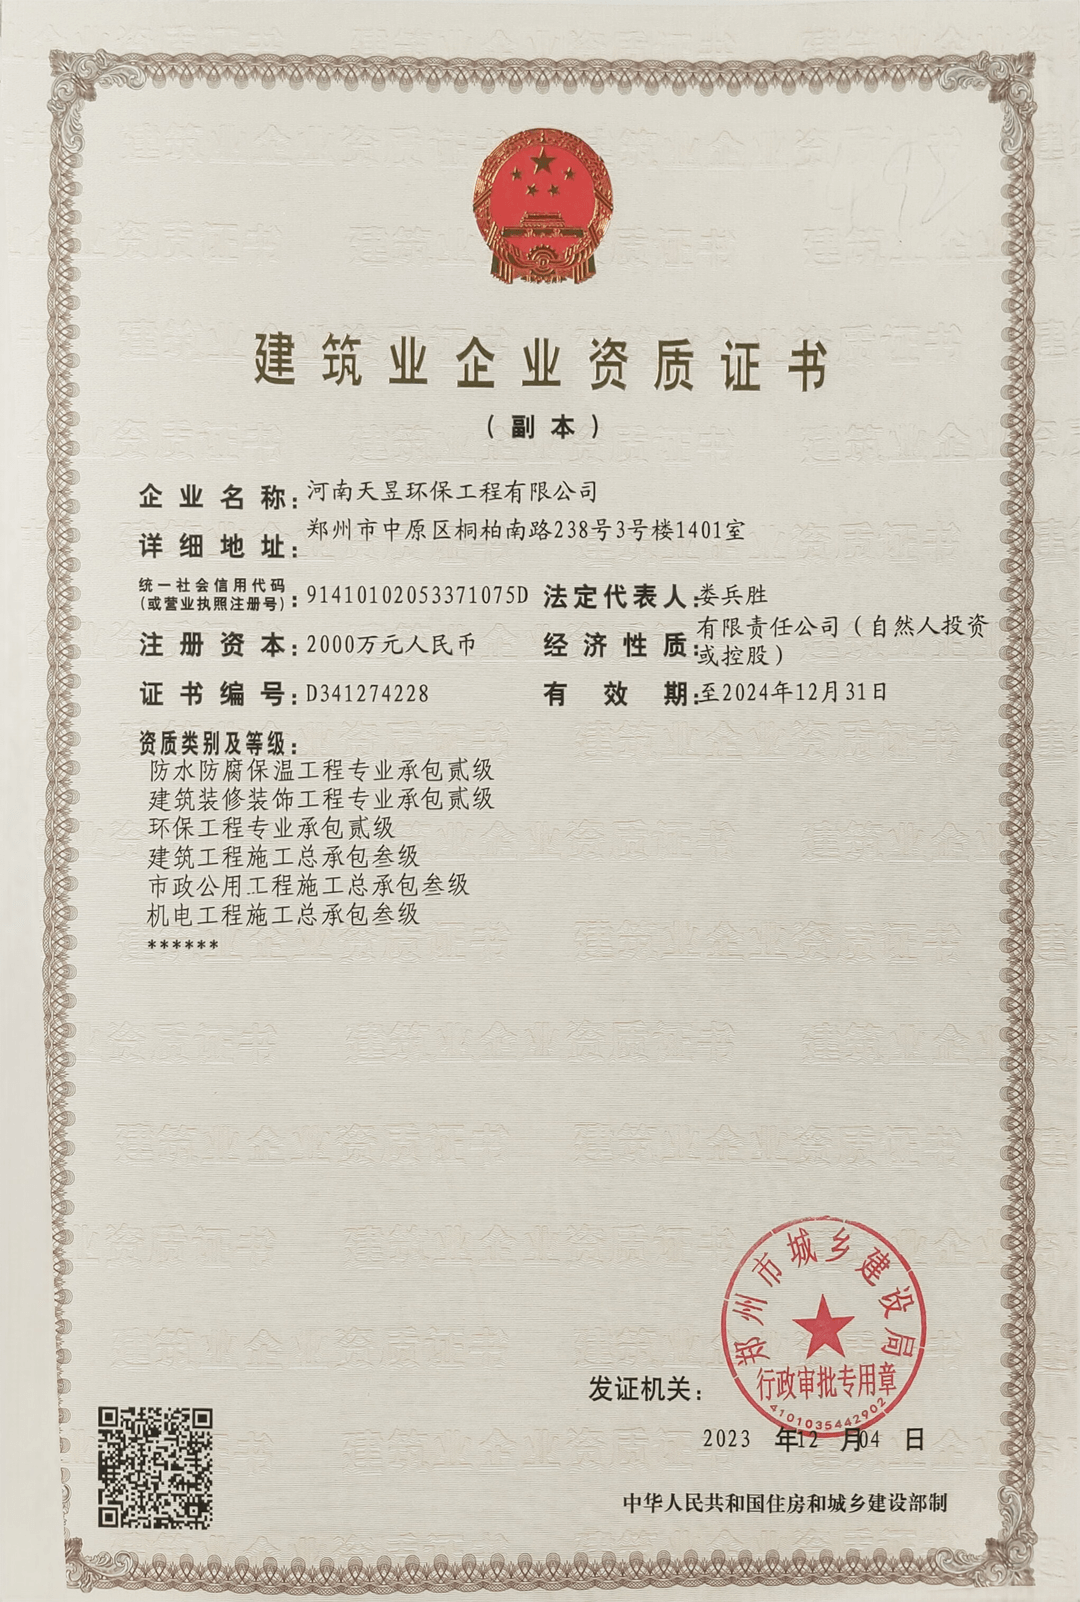 建筑业企业资质证书
（副本）
企业名称：河南天昱环保工程有限公司
详细地址：郑州市中原区桐柏南路238号3号楼1401室
统一社会信用代码
（或营业执照注册号）：91410102053371075D 法定代表人：娄兵胜
注册资本：2000万元人民币 经济性质：有限责任公司（自然人投资
或控股）
证书编号：D341274228 有效期：至2024年12月31日
资质类别及等级：
防水防腐保温工程专业承包贰级
建筑装修装饰工程专业承包贰级
环保工程专业承包贰级
建筑工程施工总承包叁级
市政公用工程施工总承包叁级
机电工程施工总承包叁级
******
郑州市城乡建设局
行政审批专用章
4101035442902
发证机关：
2023 年12 月04 日
中华人民共和国住房和城乡建设部制